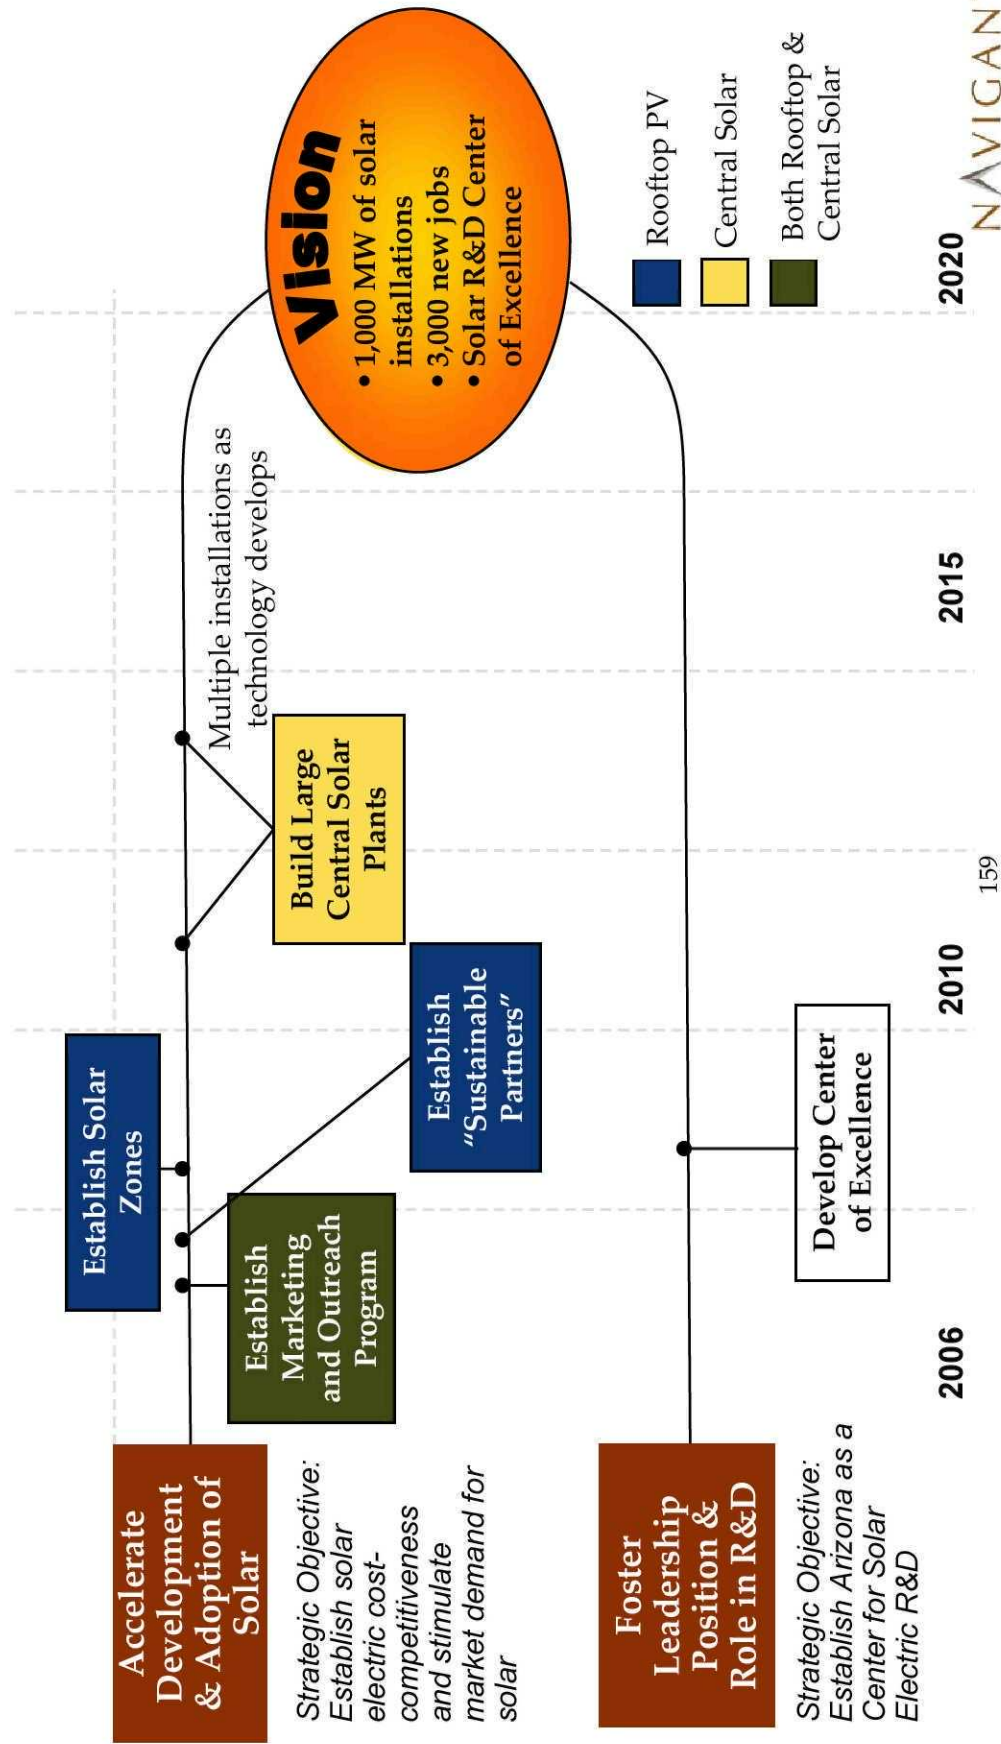 Accelerate
Development
& Adoption of
Solar
Strategic Objective:
Establish solar
electric cost-
competitiveness
and stimulate
market demand for
solar
Establish Solar
Zones
Establish
Marketing
and Outreach
Program
Establish
"Sustainable
Partners"
Build Large
Central Solar
Plants
Multiple installations as
technology develops
Vision
• 1,000 MW of solar
installations
• 3,000 new jobs
• Solar R&D Center
of Excellence
Foster
Leadership
Position &
Role in R&D
Strategic Objective:
Establish Arizona as a
Center for Solar
Electric R&D
Develop Center
of Excellence
Rooftop PV
Central Solar
Both Rooftop &
Central Solar
2006
2010
2015
2020
159
NAVIGAN